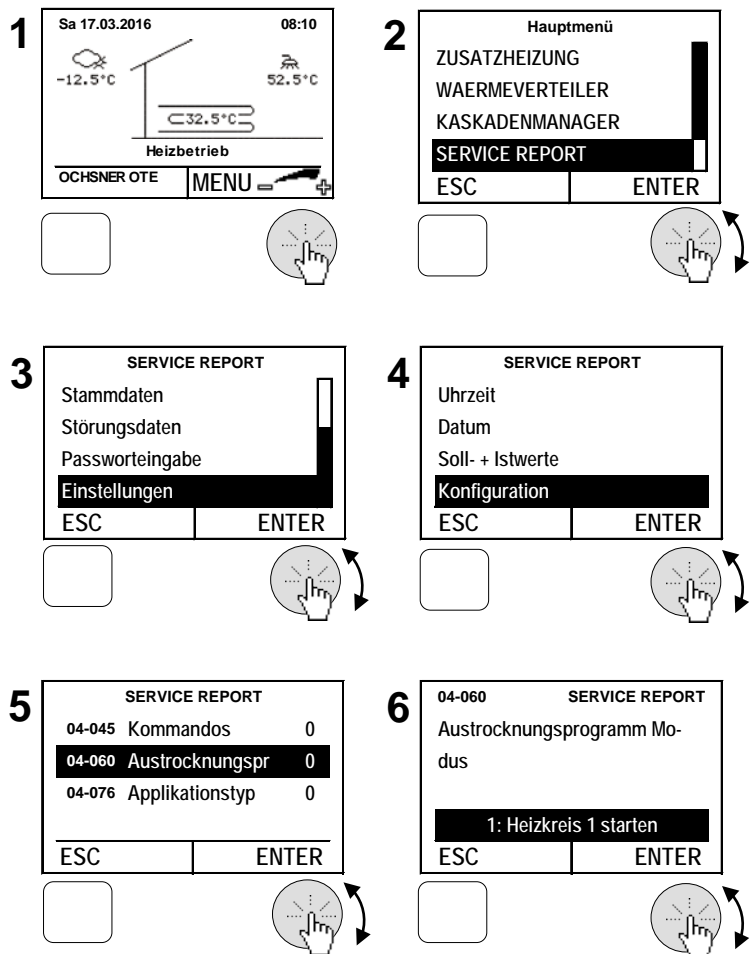 1
Sa 17.03.2016 08:10
-12.5°C
52.5°C
32.5°C
Heizbetrieb
OCHSNER OTE MENU
2
Hauptmenü
ZUSATZHEIZUNG
WAERMEVERTEILER
KASKADENMANAGER
SERVICE REPORT
ESC ENTER
3
SERVICE REPORT
Stammdaten
Störungsdaten
Passworteingabe
Einstellungen
ESC ENTER
4
SERVICE REPORT
Uhrzeit
Datum
Soll- + Istwerte
Konfiguration
ESC ENTER
5
SERVICE REPORT
04-045 Kommandos 0
04-060 Austrocknungspr 0
04-076 Applikationstyp 0
ESC ENTER
6
04-060 SERVICE REPORT
Austrocknungsprogramm Mo-
dus
1: Heizkreis 1 starten
ESC ENTER